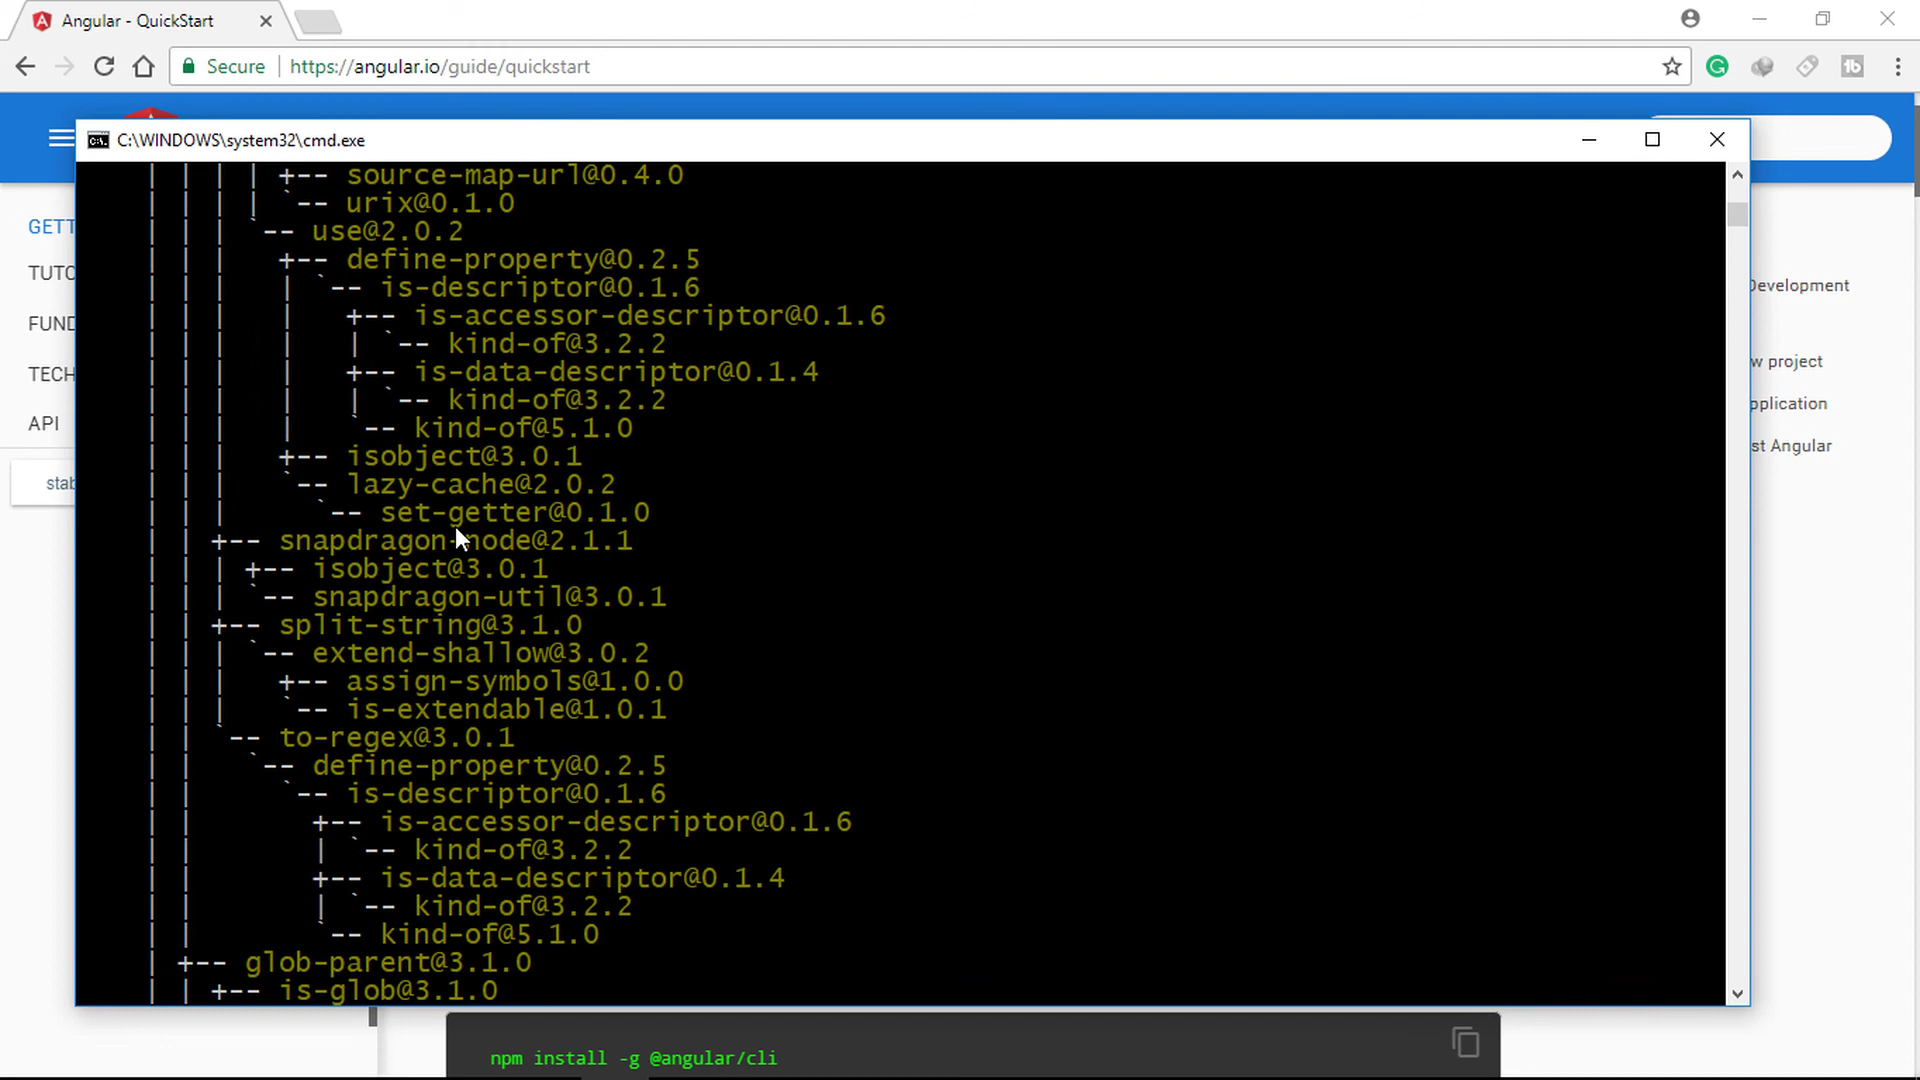 Angular - QuickStart
Secure
https://angular.io/guide/quickstart
C:\WINDOWS\system32\cmd.exe
| | | | +-- source-map-url@0.4.0
| | | | `-- urix@0.1.0
| | | `-- use@2.0.2
| | |   +-- define-property@0.2.5
| | |   | `-- is-descriptor@0.1.6
| | |   |   +-- is-accessor-descriptor@0.1.6
| | |   |   | `-- kind-of@3.2.2
| | |   |   +-- is-data-descriptor@0.1.4
| | |   |   | `-- kind-of@3.2.2
| | |   |   `-- kind-of@5.1.0
| | |   +-- isobject@3.0.1
| | |   `-- lazy-cache@2.0.2
| | |     `-- set-getter@0.1.0
| | +-- snapdragon-node@2.1.1
| | | +-- isobject@3.0.1
| | | `-- snapdragon-util@3.0.1
| | +-- split-string@3.1.0
| | | `-- extend-shallow@3.0.2
| | |   +-- assign-symbols@1.0.0
| | |   `-- is-extendable@1.0.1
| | `-- to-regex@3.0.1
| |   `-- define-property@0.2.5
| |     `-- is-descriptor@0.1.6
| |       +-- is-accessor-descriptor@0.1.6
| |       | `-- kind-of@3.2.2
| |       +-- is-data-descriptor@0.1.4
| |       | `-- kind-of@3.2.2
| |       `-- kind-of@5.1.0
| +-- glob-parent@3.1.0
| | +-- is-glob@3.1.0
GETT
TUTO
FUND
TECH
API
stab
Development
w project
pplication
st Angular
npm install -g @angular/cli